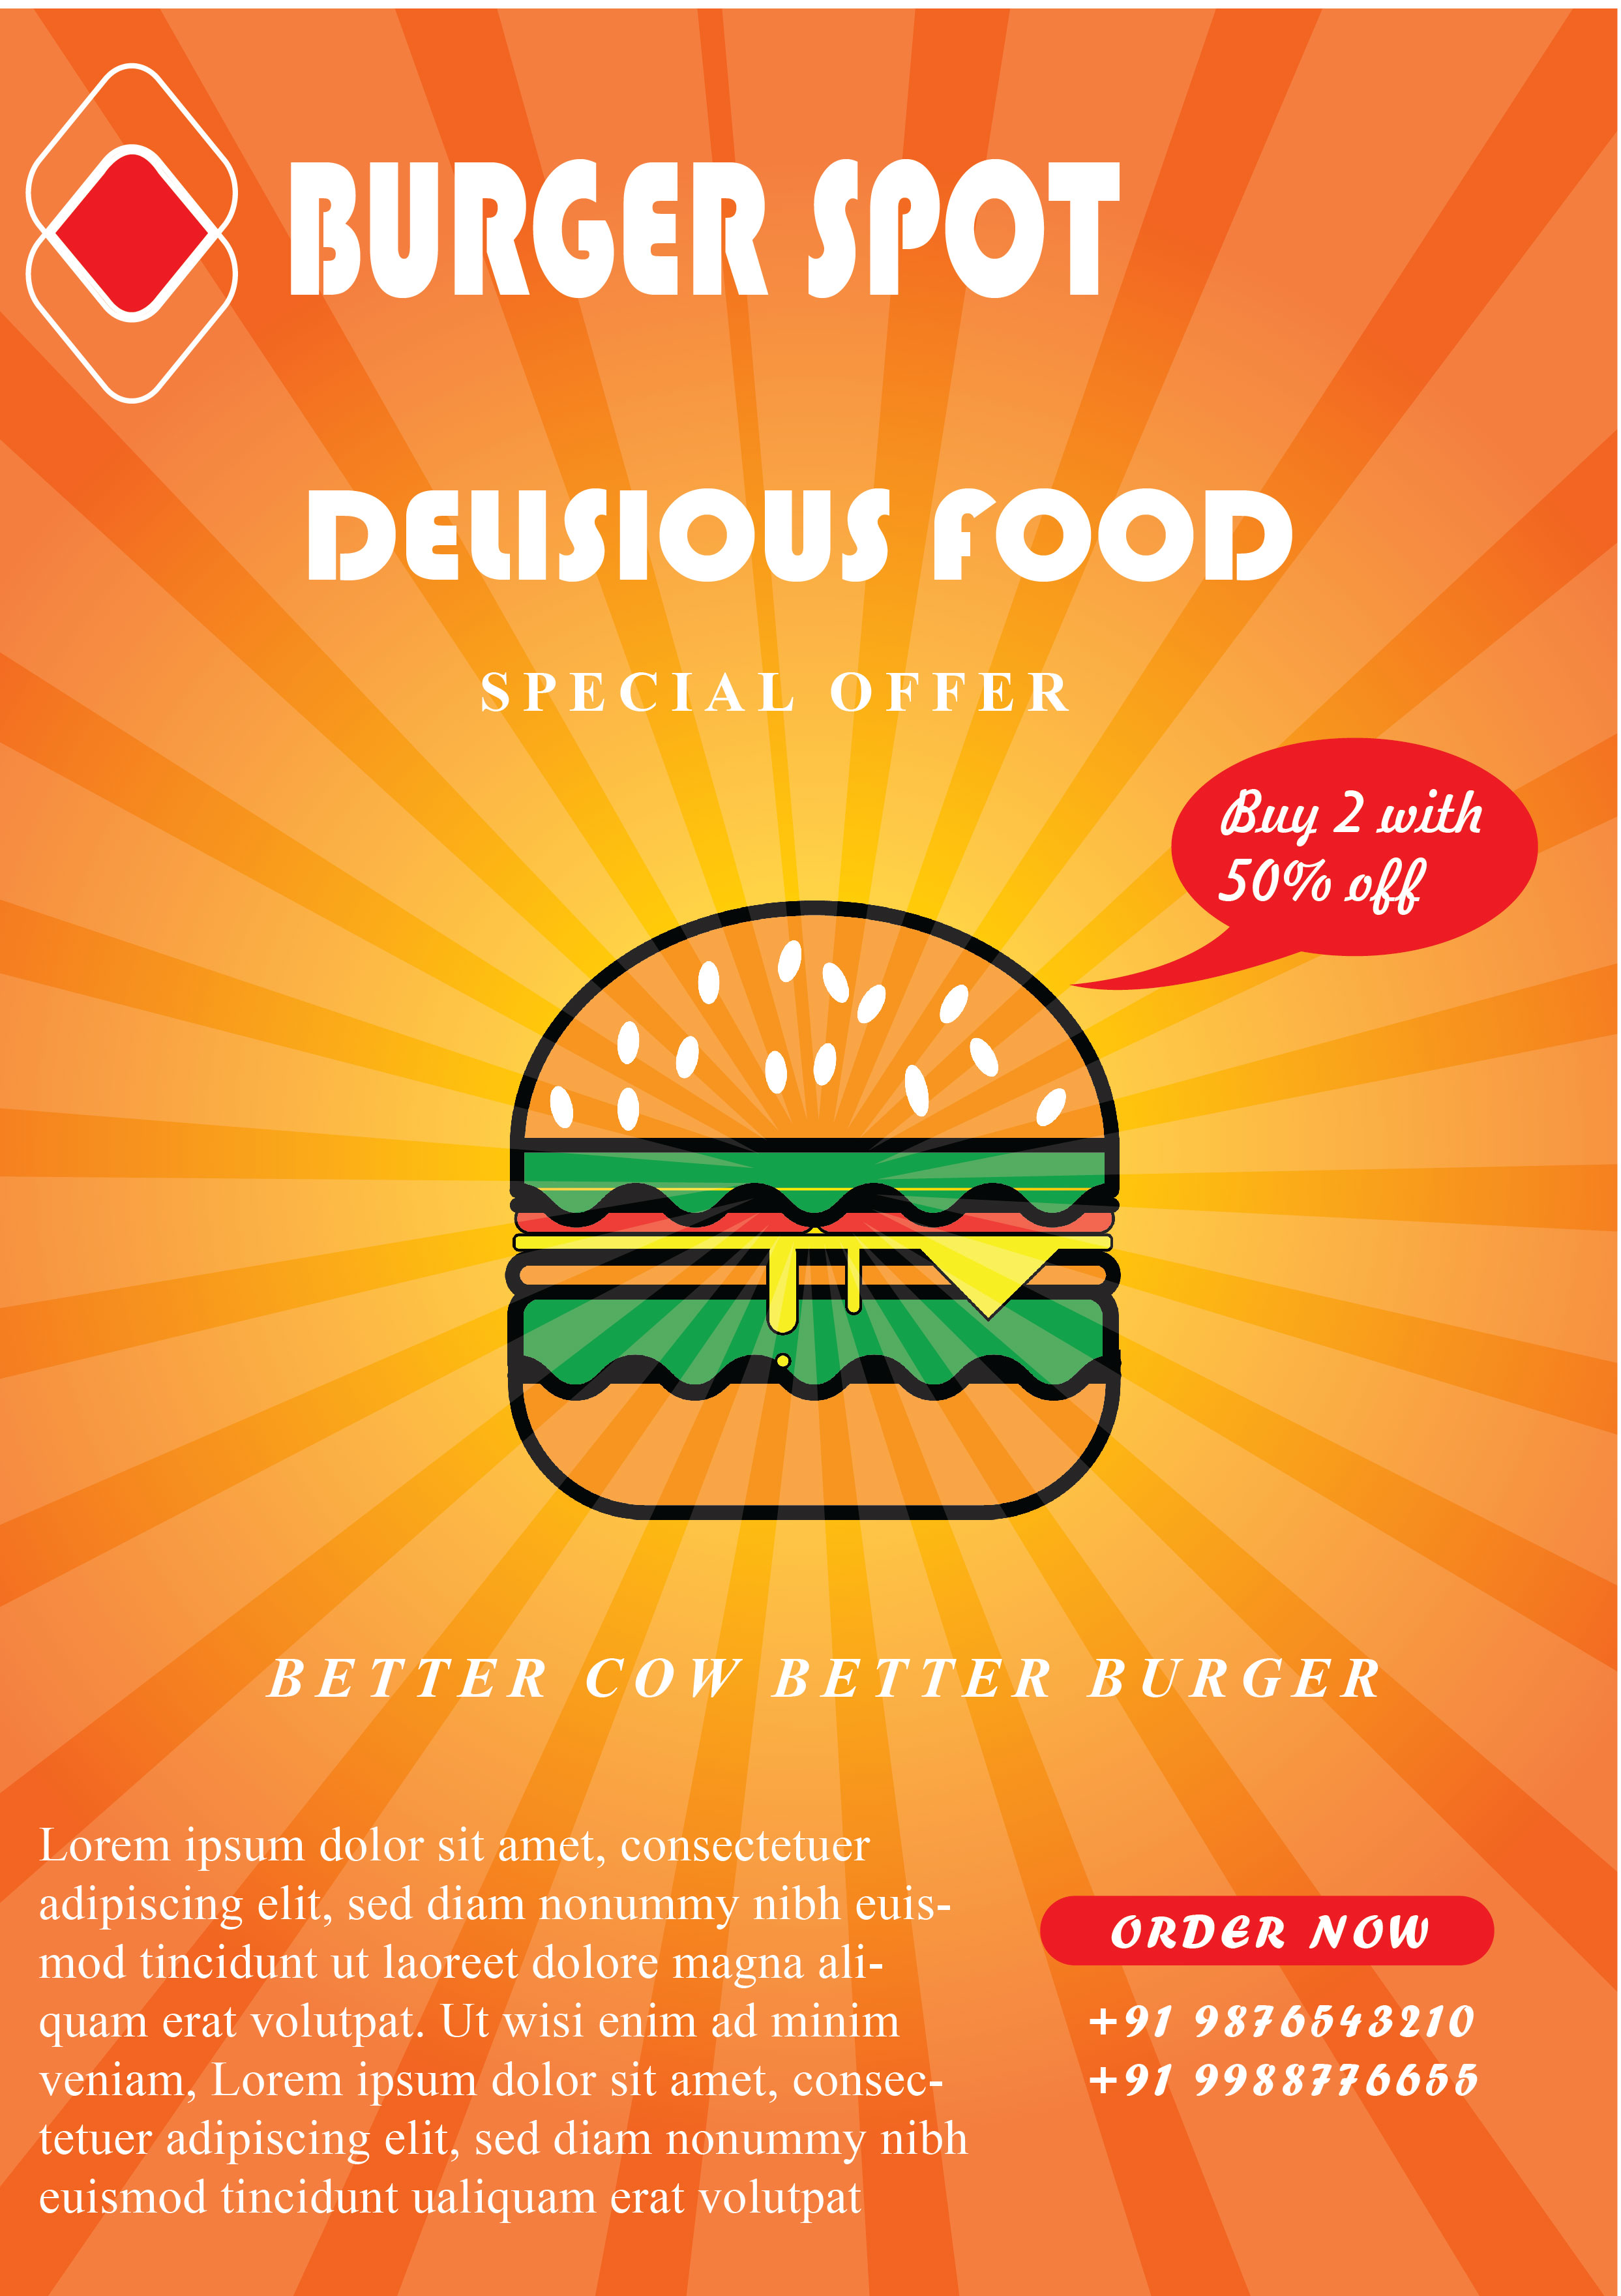 BURGER SPOT
DELISIOUS FOOD
SPECIAL OFFER
Buy 2 with
50% off
BETTER COW BETTER BURGER
Lorem ipsum dolor sit amet, consectetuer
adipiscing elit, sed diam nonummy nibh euis-
mod tincidunt ut laoreet dolore magna ali-
quam erat volutpat. Ut wisi enim ad minim
veniam, Lorem ipsum dolor sit amet, consec-
tetuer adipiscing elit, sed diam nonummy nibh
euismod tincidunt ualiquam erat volutpat
ORDER NOW
+91 9876543210
+91 9988776655